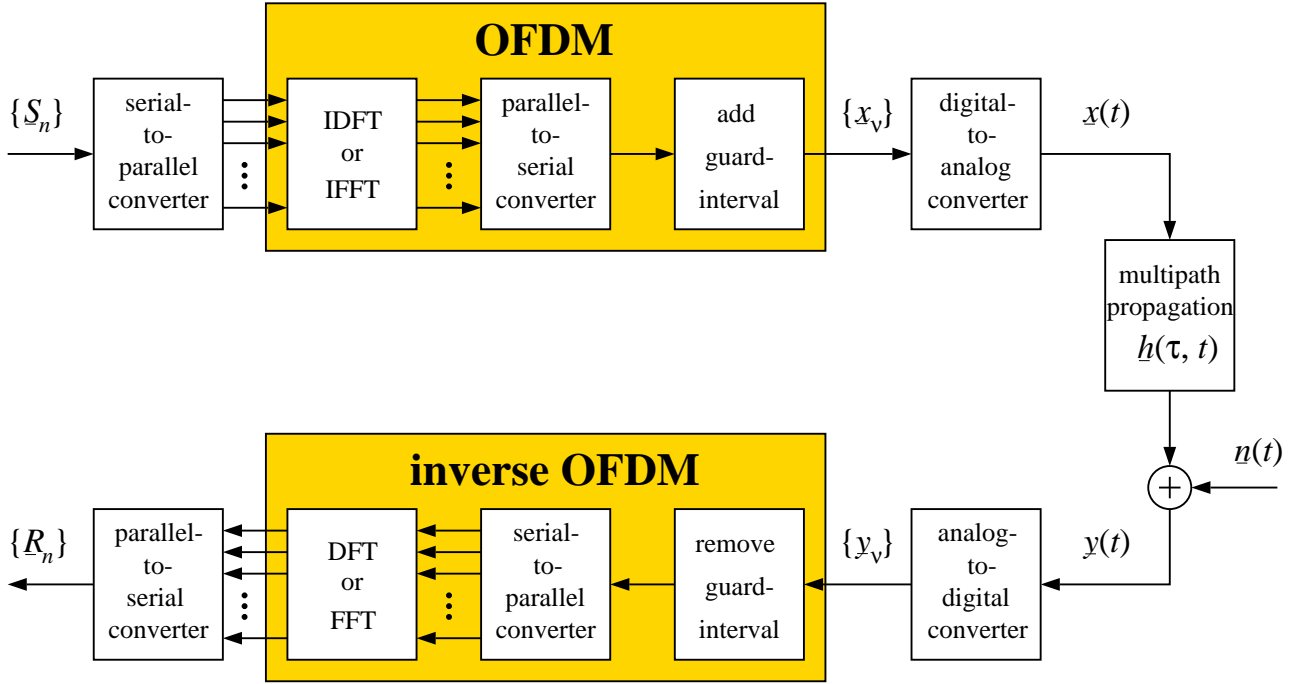 OFDM
{S_n}
serial-
to-
parallel
converter
IDFT
or
IFFT
parallel-
to-
serial
converter
add
guard-
interval
{x_ν}
digital-
to-
analog
converter
x(t)
multipath
propagation
h(τ, t)
n(t)
+
inverse OFDM
{R_n}
parallel-
to-
serial
converter
DFT
or
FFT
serial-
to-
parallel
converter
remove
guard-
interval
{y_ν}
analog-
to-
digital
converter
y(t)